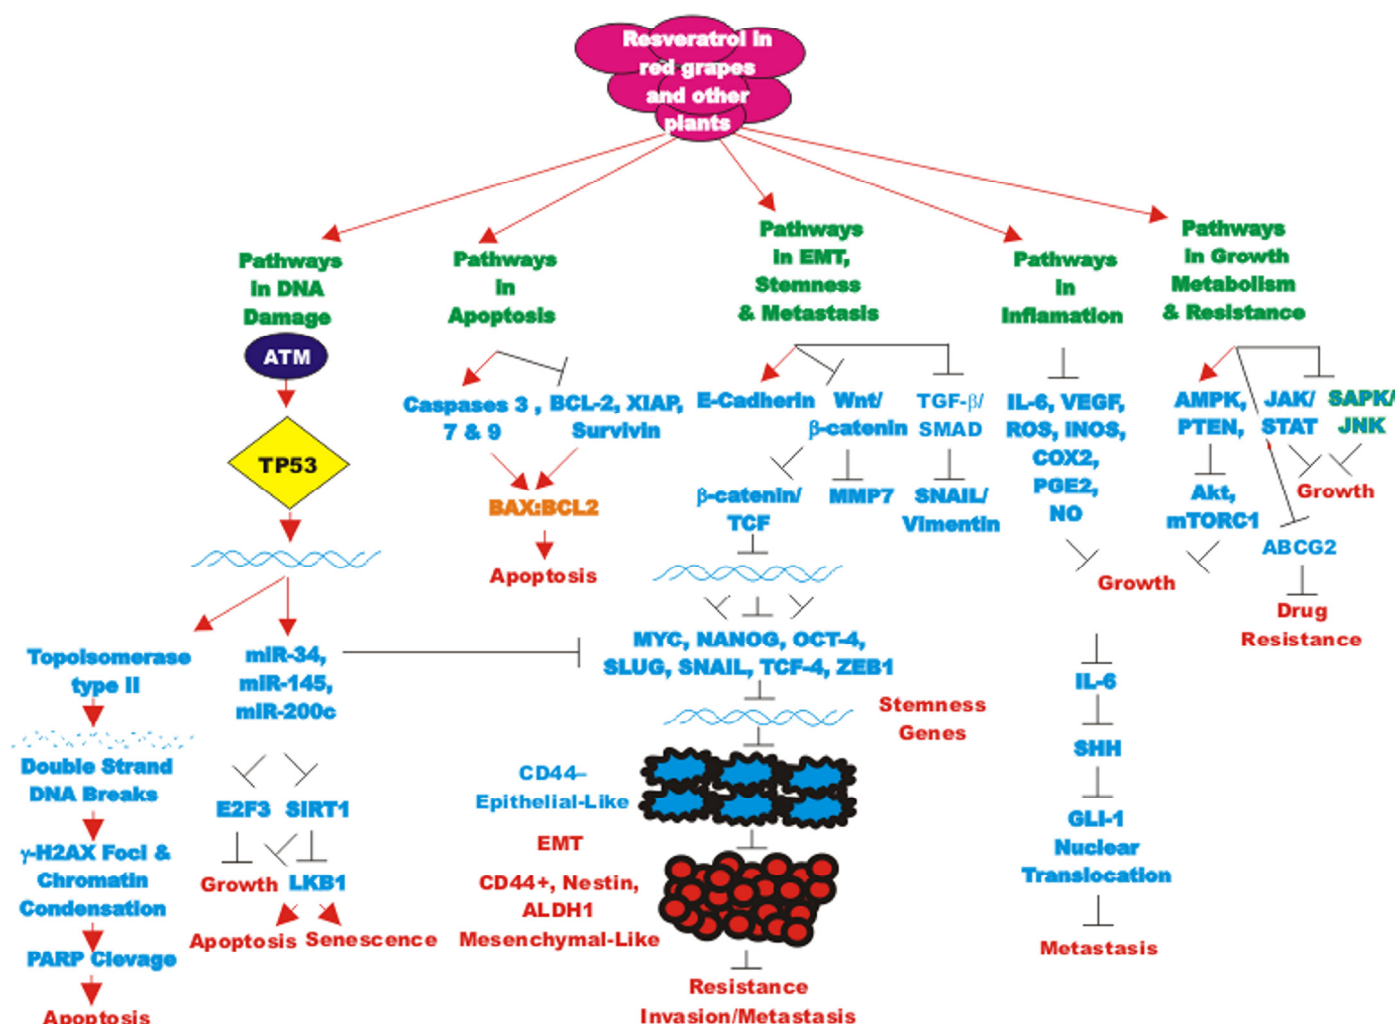 Resveratrol in
red grapes
and other
plants
Pathways
in DNA
Damage
ATM
TP53
Topoisomerase
type II
Double Strand
DNA Breaks
γ-H2AX Foci &
Chromatin
Condensation
PARP Clevage
Apoptosis
miR-34,
miR-145,
miR-200c
E2F3 SIRT1
Growth LKB1
Apoptosis Senescence
Pathways
in
Apoptosis
Caspases 3 ,
7 & 9
BCL-2, XIAP,
Survivin
BAX:BCL2
Apoptosis
Pathways
in EMT,
Stemness
& Metastasis
E-Cadherin
Wnt/
β-catenin
TGF-β/
SMAD
β-catenin/
TCF
MMP7
SNAIL/
Vimentin
MYC, NANOG, OCT-4,
SLUG, SNAIL, TCF-4, ZEB1
Stemness
Genes
CD44–
Epithelial-Like
EMT
CD44+, Nestin,
ALDH1
Mesenchymal-Like
Resistance
Invasion/Metastasis
Pathways
in
Inflamation
IL-6, VEGF,
ROS, iNOS,
COX2,
PGE2,
NO
Growth
IL-6
SHH
GLI-1
Nuclear
Translocation
Metastasis
Pathways
in Growth
Metabolism
& Resistance
AMPK,
PTEN,
JAK/
STAT
SAPK/
JNK
Growth
Akt,
mTORC1
ABCG2
Drug
Resistance